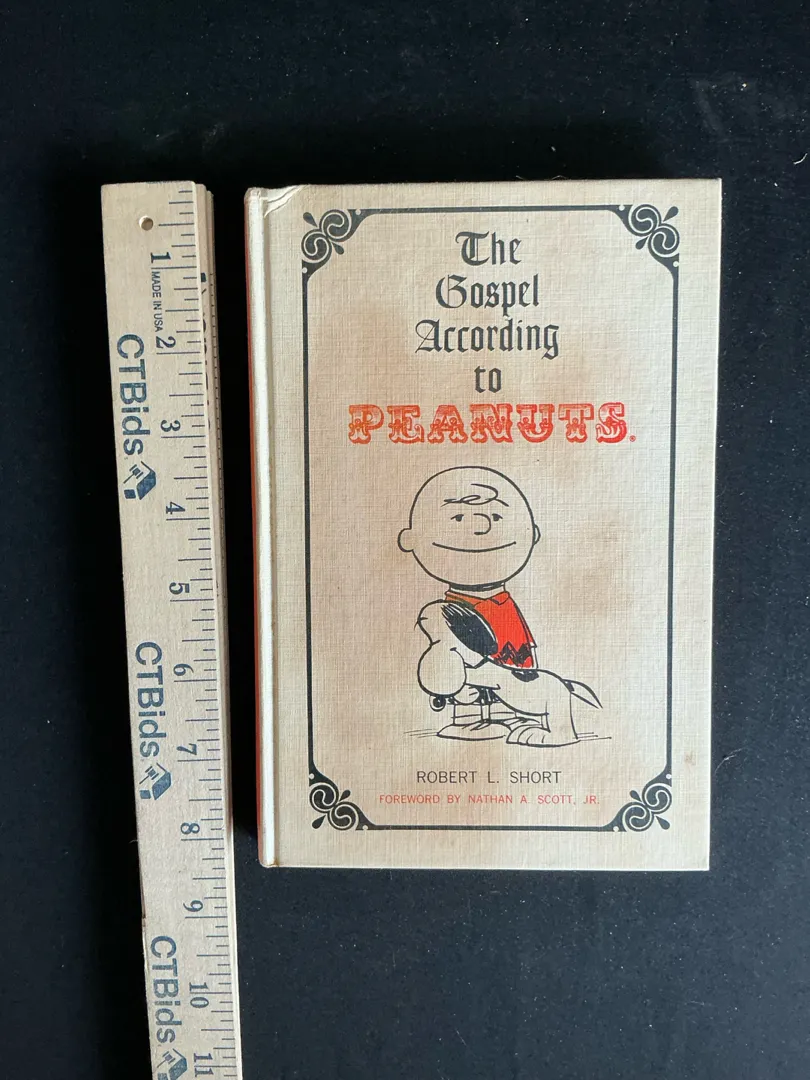 The
Gospel
According
to
PEANUTS®
ROBERT L. SHORT
FOREWORD BY NATHAN A. SCOTT, JR.
1
MADE IN USA
2
CTBids
3
4
5
6
CTBids
7
8
9
CTBids
10
11